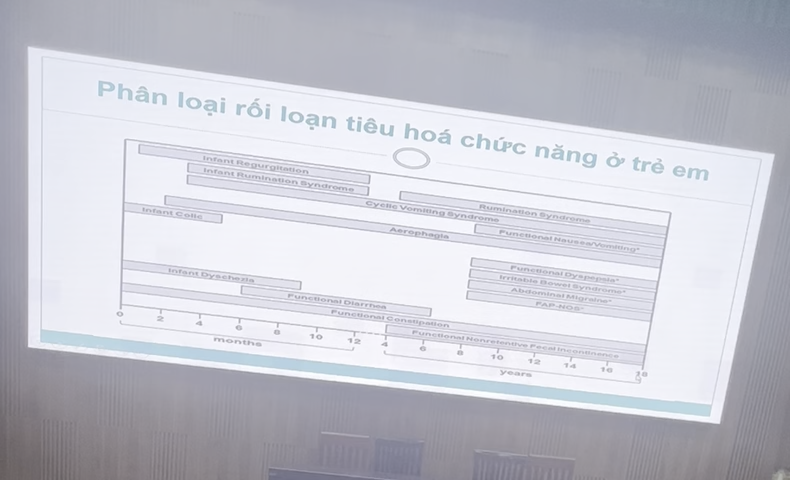 Phân loại rối loạn tiêu hoá chức năng ở trẻ em
Infant Regurgitation
Infant Rumination Syndrome
Rumination Syndrome
Cyclic Vomiting Syndrome
Functional Nausea/Vomiting*
Infant Colic
Aerophagia
Functional Dyspepsia*
Irritable Bowel Syndrome*
Abdominal Migraine*
FAP-NOS*
Infant Dyschezia
Functional Diarrhea
Functional Constipation
Functional Nonretentive Fecal Incontinence
0 2 4 6 8 10 12 4 6 8 10 12 14 16 18
months
years